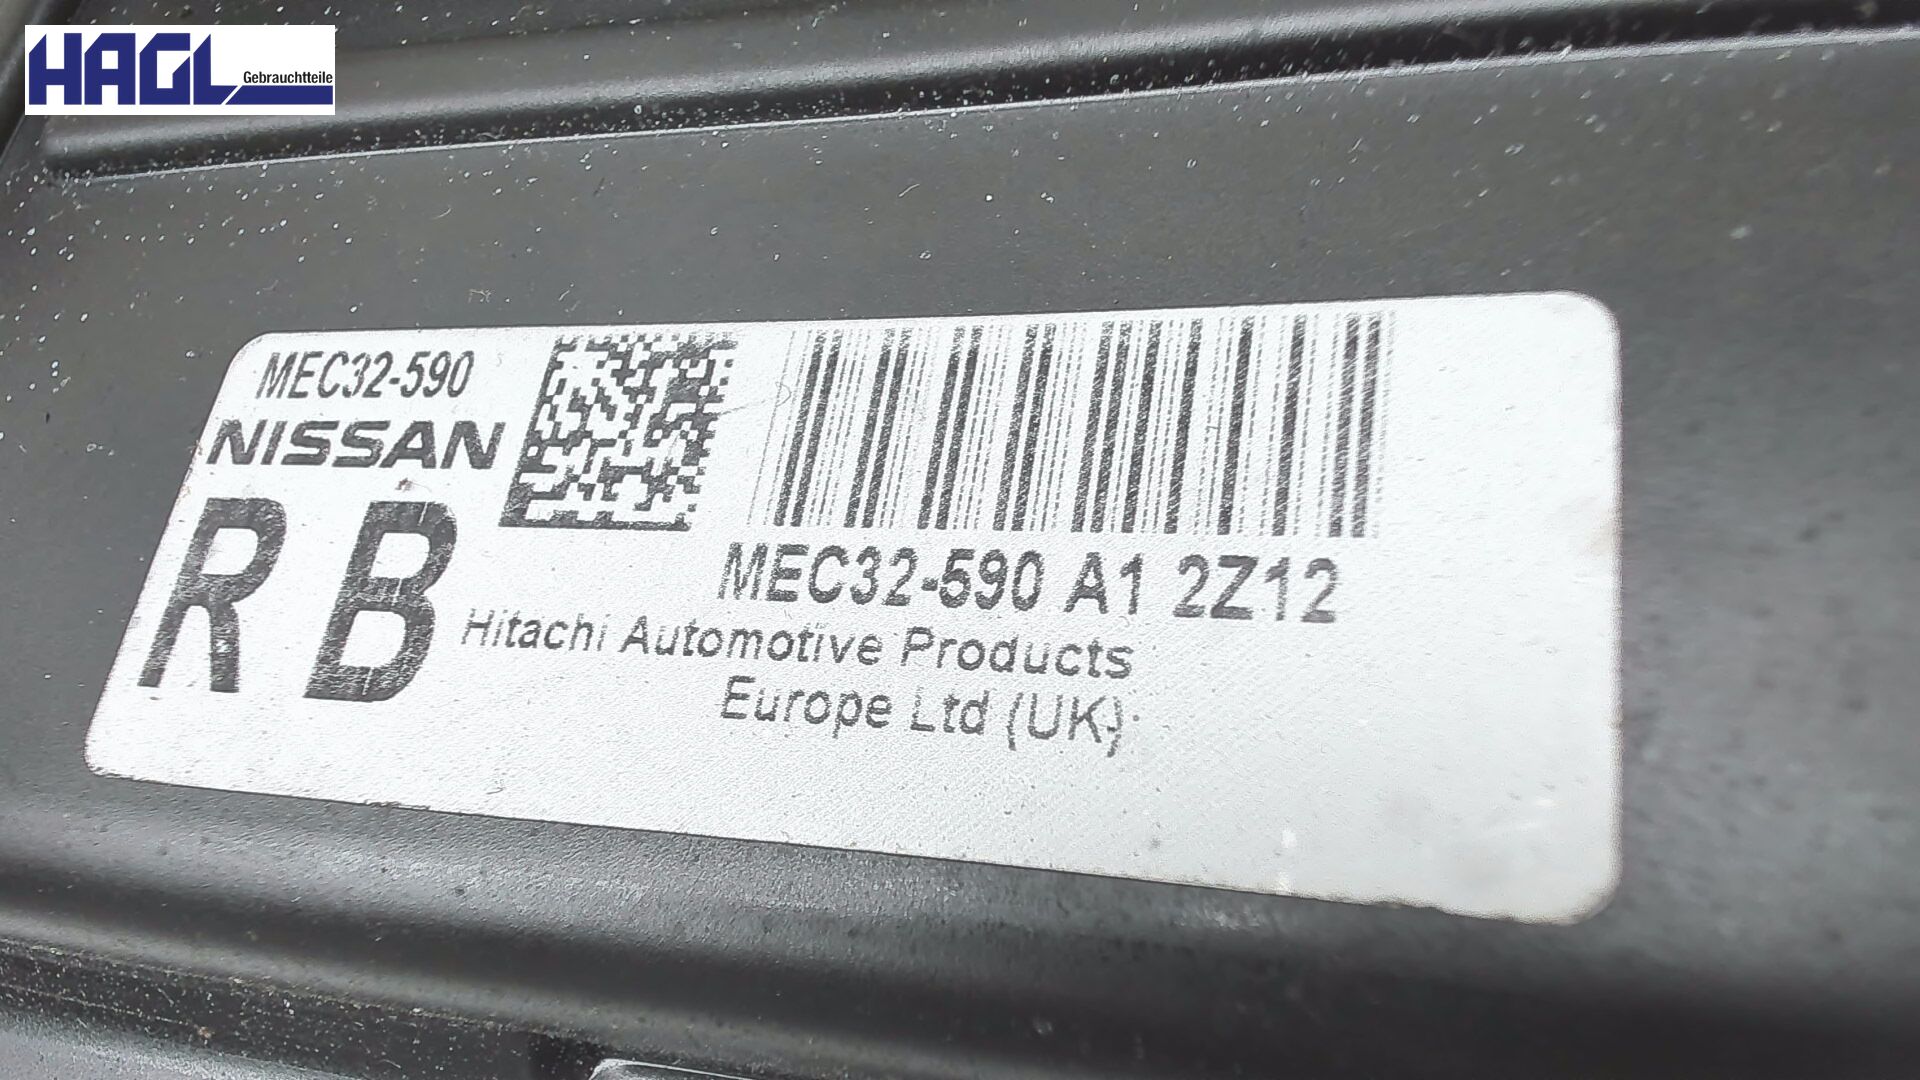 HAGL
Gebrauchtteile
MEC32-590
NISSAN
R B
MEC32-590 A1 2Z12
Hitachi Automotive Products
Europe Ltd (UK)